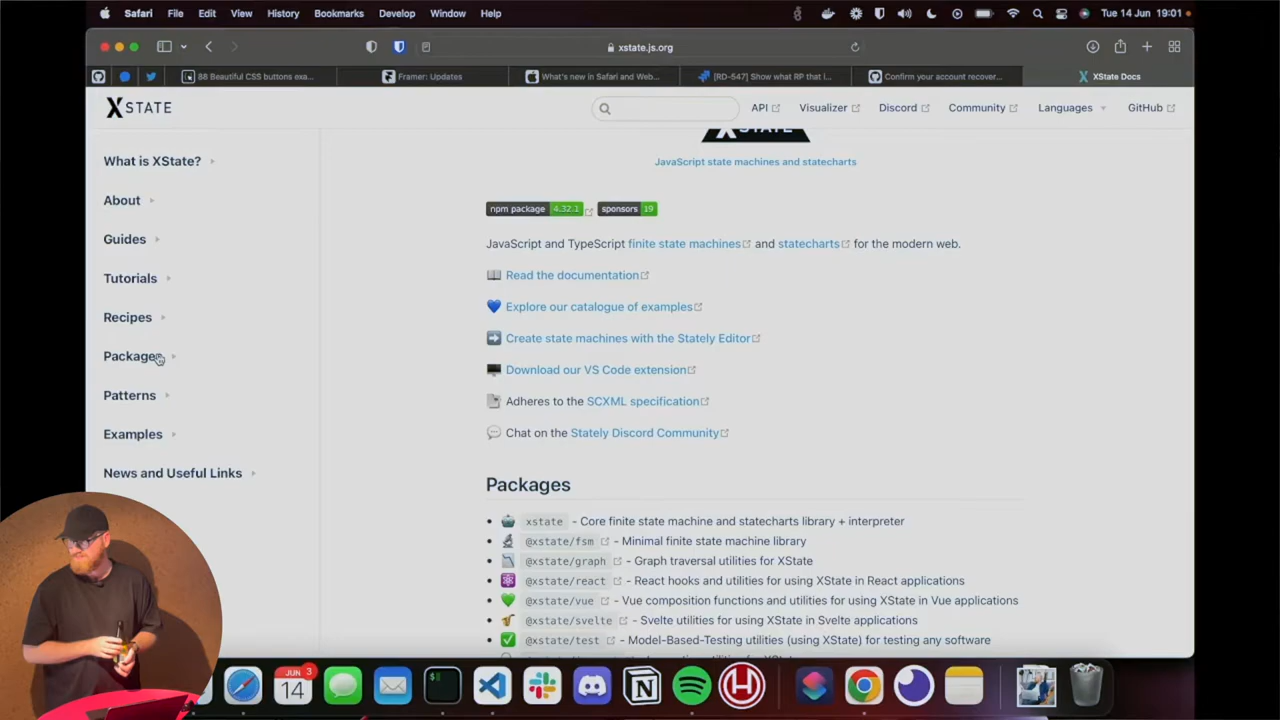 Safari File Edit View History Bookmarks Develop Window Help Tue 14 Jun 19:01
xstate.js.org
88 Beautiful CSS buttons exa... Framer: Updates What's new in Safari and Web... [RD-547] Show what RP that i... Confirm your account recover... XState Docs
XSTATE API Visualizer Discord Community Languages GitHub
XSTATE
What is XState?
About
Guides
Tutorials
Recipes
Packages
Patterns
Examples
News and Useful Links
JavaScript state machines and statecharts
npm package 4.32.1 sponsors 19
JavaScript and TypeScript finite state machines and statecharts for the modern web.
Read the documentation
Explore our catalogue of examples
Create state machines with the Stately Editor
Download our VS Code extension
Adheres to the SCXML specification
Chat on the Stately Discord Community
Packages
xstate - Core finite state machine and statecharts library + interpreter
@xstate/fsm - Minimal finite state machine library
@xstate/graph - Graph traversal utilities for XState
@xstate/react - React hooks and utilities for using XState in React applications
@xstate/vue - Vue composition functions and utilities for using XState in Vue applications
@xstate/svelte - Svelte utilities for using XState in Svelte applications
@xstate/test - Model-Based-Testing utilities (using XState) for testing any software
JUN 3
14